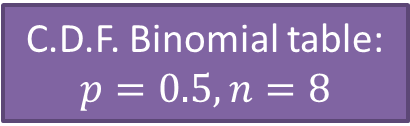 C.D.F. Binomial table:
𝑝 = 0.5, 𝑛 = 8